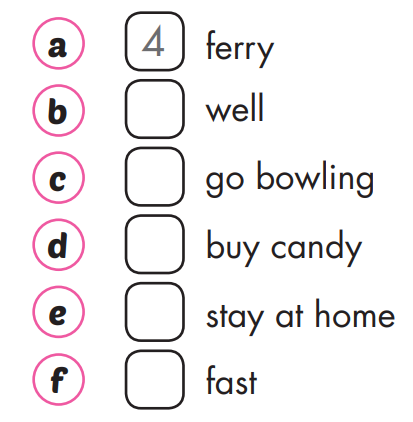 a 4 ferry
b well
c go bowling
d buy candy
e stay at home
f fast